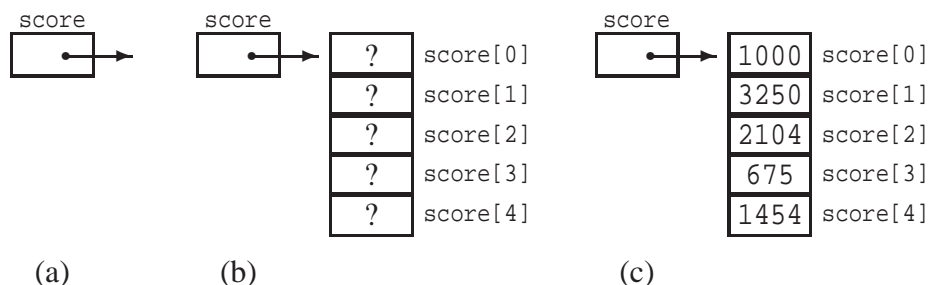 score score score
? score[0] 1000 score[0]
? score[1] 3250 score[1]
? score[2] 2104 score[2]
? score[3] 675 score[3]
? score[4] 1454 score[4]
(a) (b) (c)